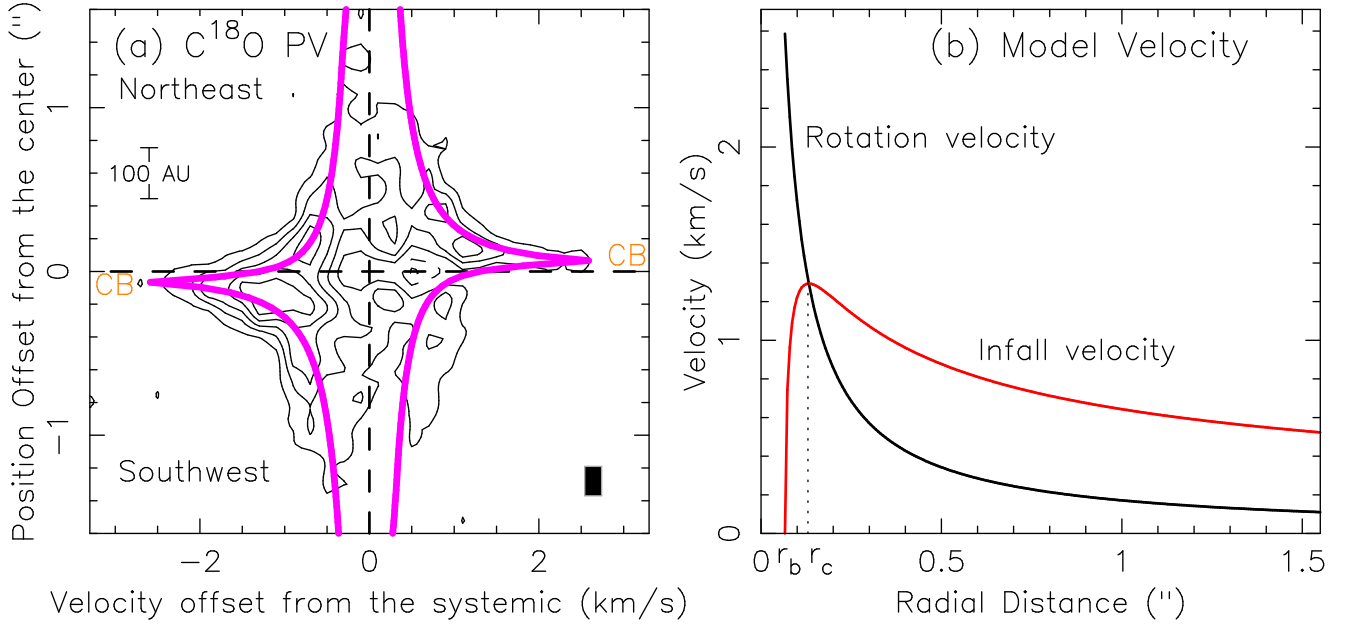 (a) C18O PV
Northeast
100 AU
CB
CB
Southwest
1
0
−1
−2
0
2
Position Offset from the center (")
Velocity offset from the systemic (km/s)
(b) Model Velocity
Rotation velocity
Infall velocity
2
1
0
0
rb
rc
0.5
1
1.5
Velocity (km/s)
Radial Distance (")